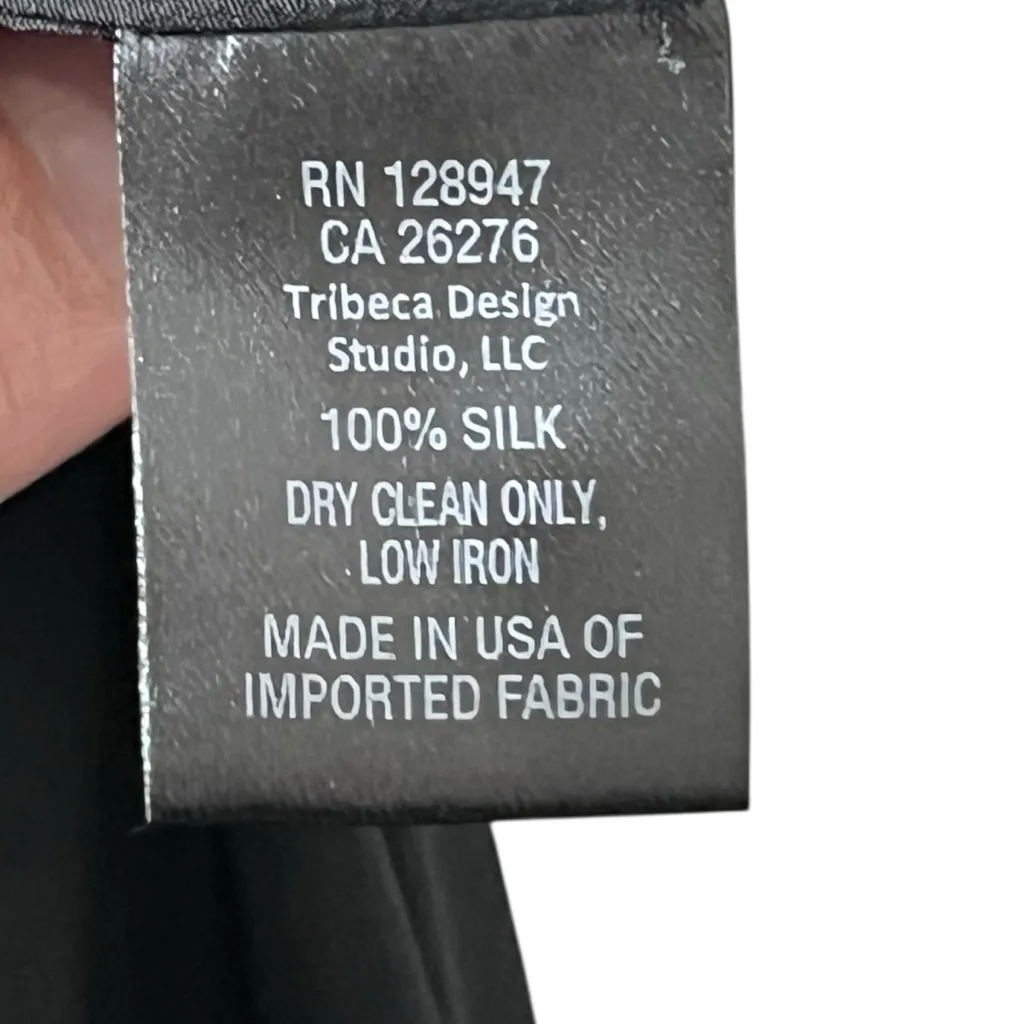 RN 128947
CA 26276
Tribeca Design
Studio, LLC
100% SILK
DRY CLEAN ONLY,
LOW IRON
MADE IN USA OF
IMPORTED FABRIC